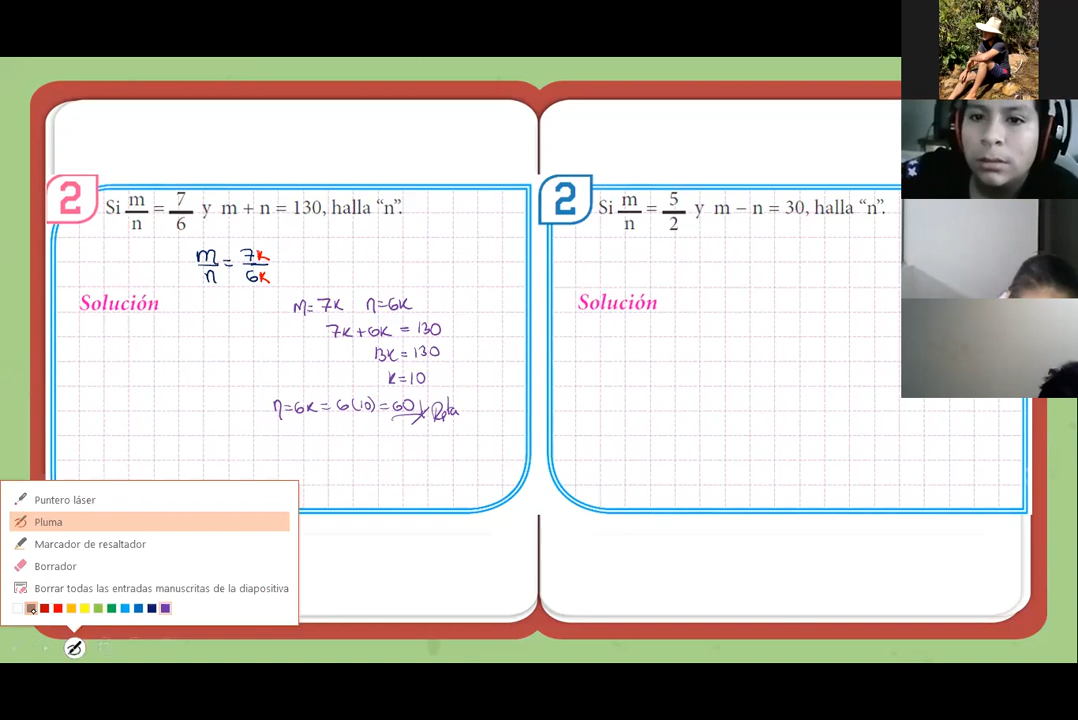 2
Si m/n = 7/6 y m + n = 130, halla “n”.
m/n = 7k/6k
Solución
m = 7k n = 6k
7k + 6k = 130
13k = 130
k = 10
n = 6k = 6(10) = 60 Rpta
2
Si m/n = 5/2 y m – n = 30, halla “n”.
Solución
Puntero láser
Pluma
Marcador de resaltador
Borrador
Borrar todas las entradas manuscritas de la diapositiva